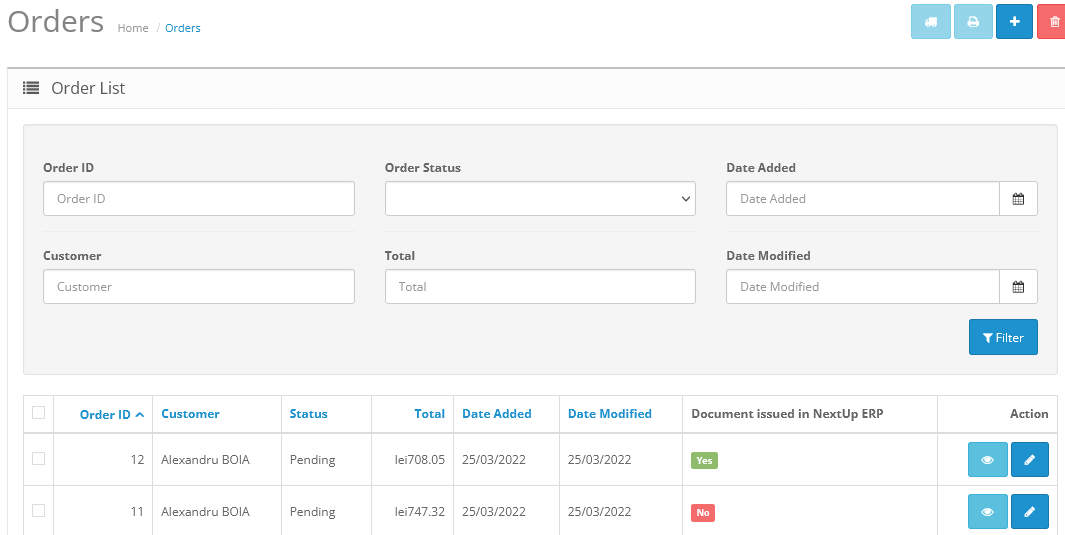 Orders Home / Orders
Order List
Order ID Order Status Date Added
Order ID Date Added
Customer Total Date Modified
Customer Total Date Modified
Filter
Order ID Customer Status Total Date Added Date Modified Document issued in NextUp ERP Action
12 Alexandru BOIA Pending lei708.05 25/03/2022 25/03/2022 Yes
11 Alexandru BOIA Pending lei747.32 25/03/2022 25/03/2022 No